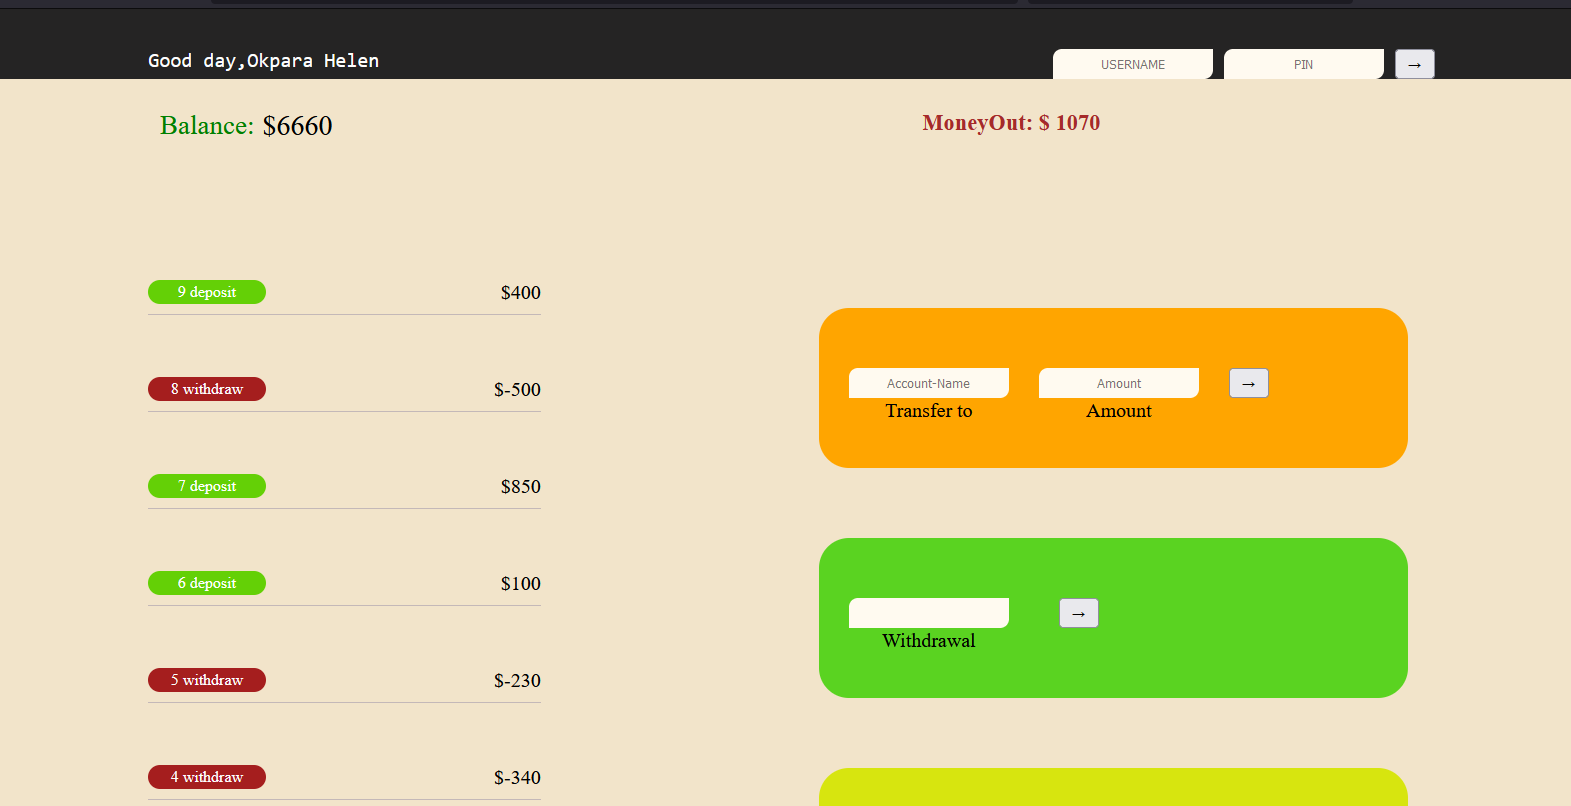 Good day,Okpara Helen
USERNAME PIN →
Balance: $6660
MoneyOut: $ 1070
9 deposit $400
8 withdraw $-500
7 deposit $850
6 deposit $100
5 withdraw $-230
4 withdraw $-340
Account-Name Amount →
Transfer to Amount
→
Withdrawal